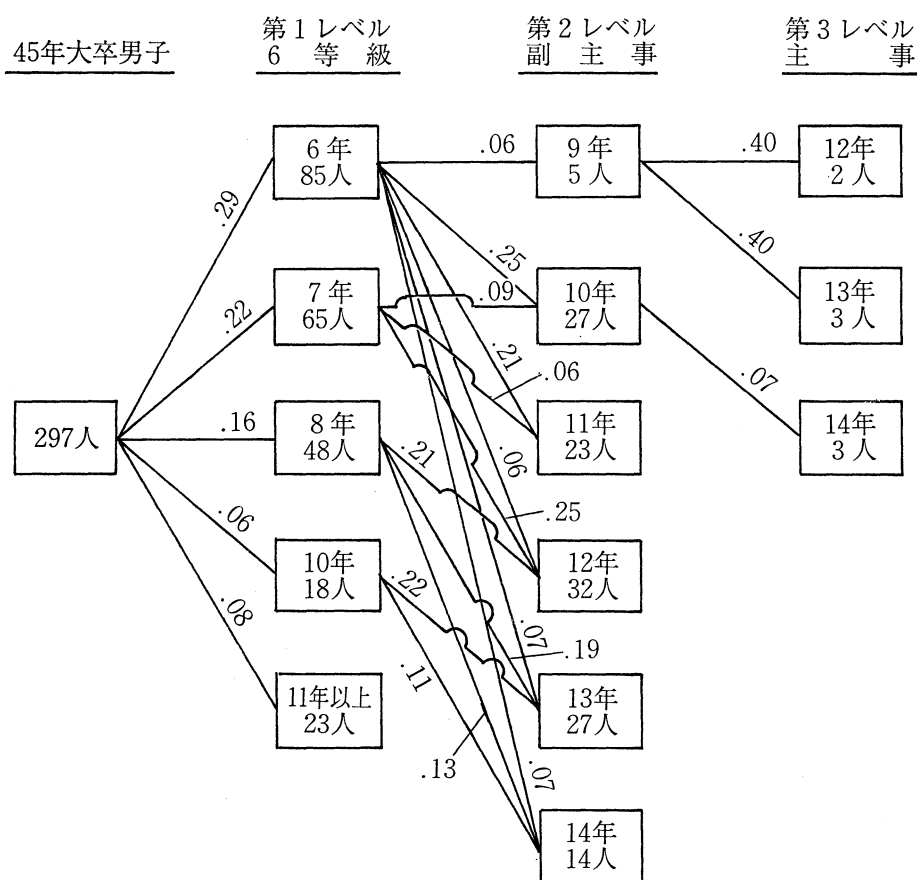 45年大卒男子
第1レベル
6等級
第2レベル
副主事
第3レベル
主事
297人
.29
.22
.16
.06
.08
6年
85人
7年
65人
8年
48人
10年
18人
11年以上
23人
.06
.25
.09
.21
.06
.06
.21
.25
.22
.07
.19
.11
.13
.07
9年
5人
10年
27人
11年
23人
12年
32人
13年
27人
14年
14人
.40
.40
.07
12年
2人
13年
3人
14年
3人